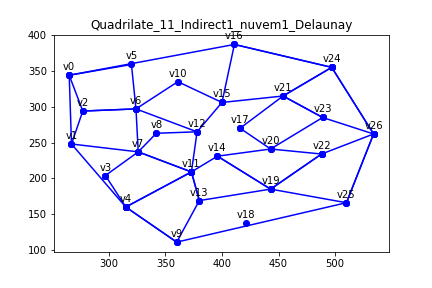 Quadrilate_11_Indirect1_nuvem1_Delaunay
400
350
300
250
200
150
100
300
350
400
450
500
v16
v5
v24
v0
v10
v21
v15
v2
v6
v23
v17
v12
v8
v26
v1
v7
v20
v14
v22
v3
v11
v19
v13
v4
v25
v18
v9